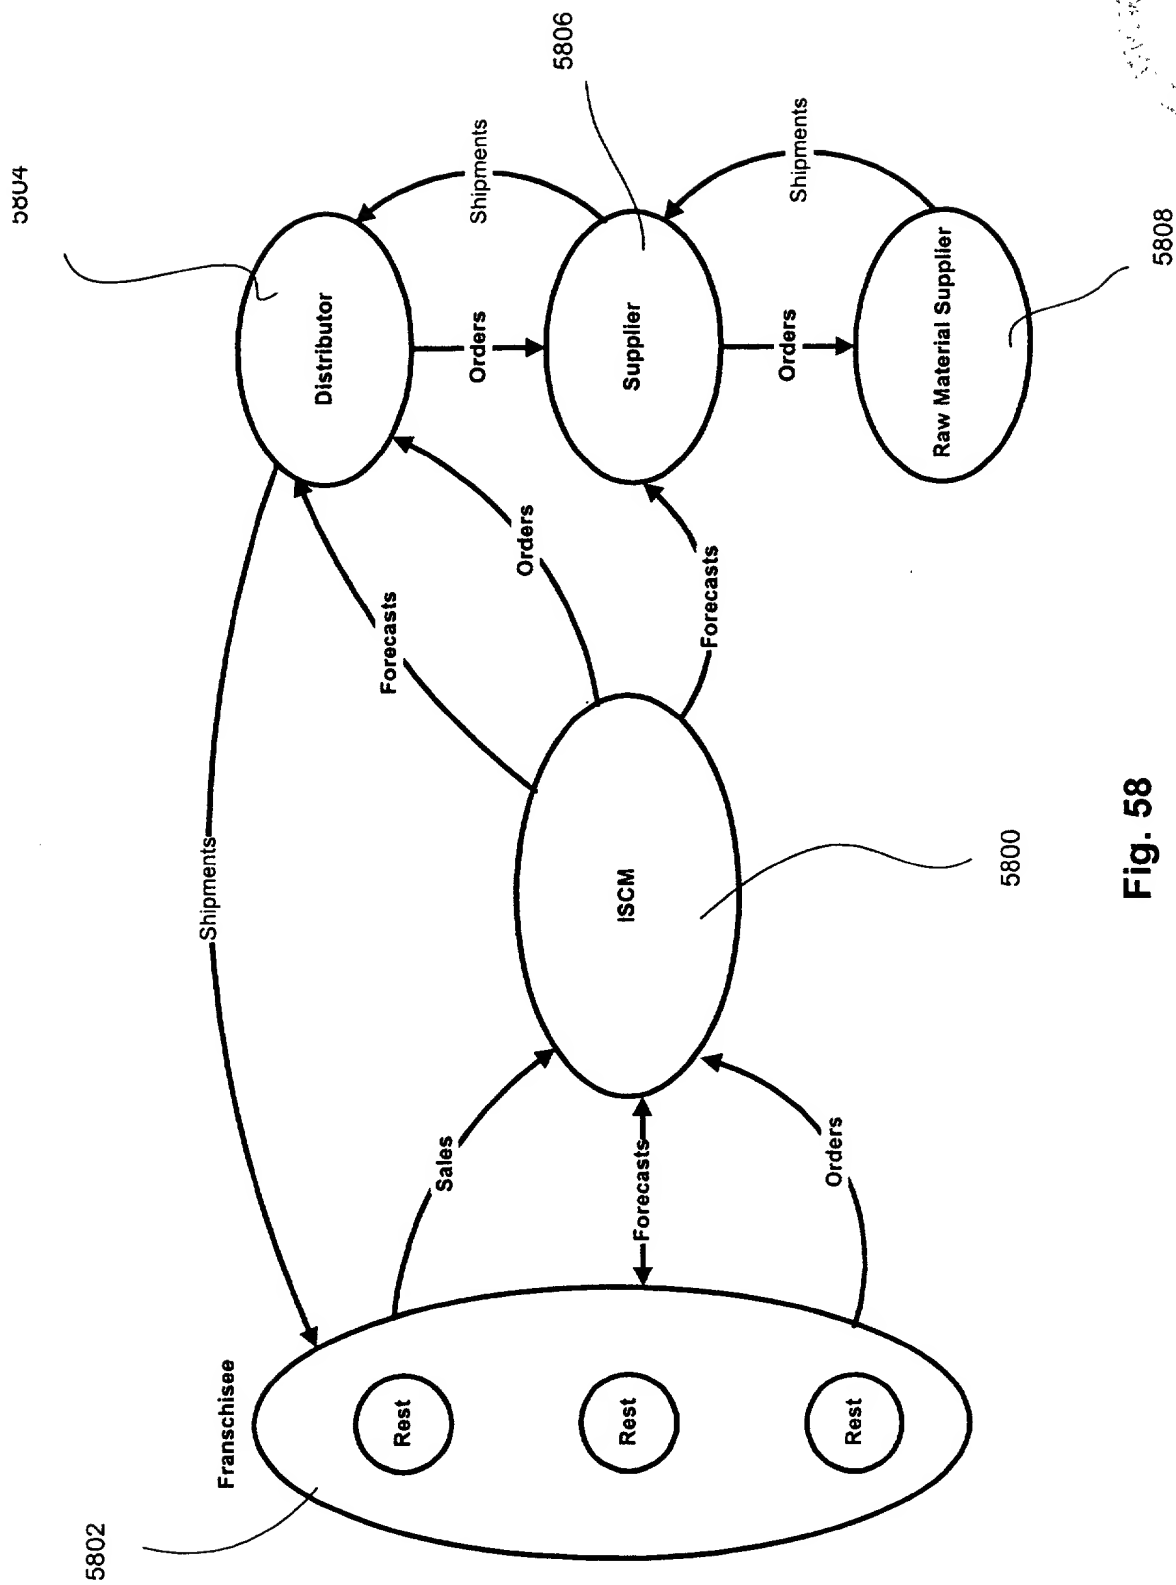 5804
5802
Shipments
Franschisee
Distributor
Forecasts
Rest
Sales
Orders
Shipments
Orders
5806
Rest
ISCM
Supplier
Forecasts
Forecasts
Orders
Shipments
Orders
Rest
Raw Material Supplier
5800
5808
Fig. 58